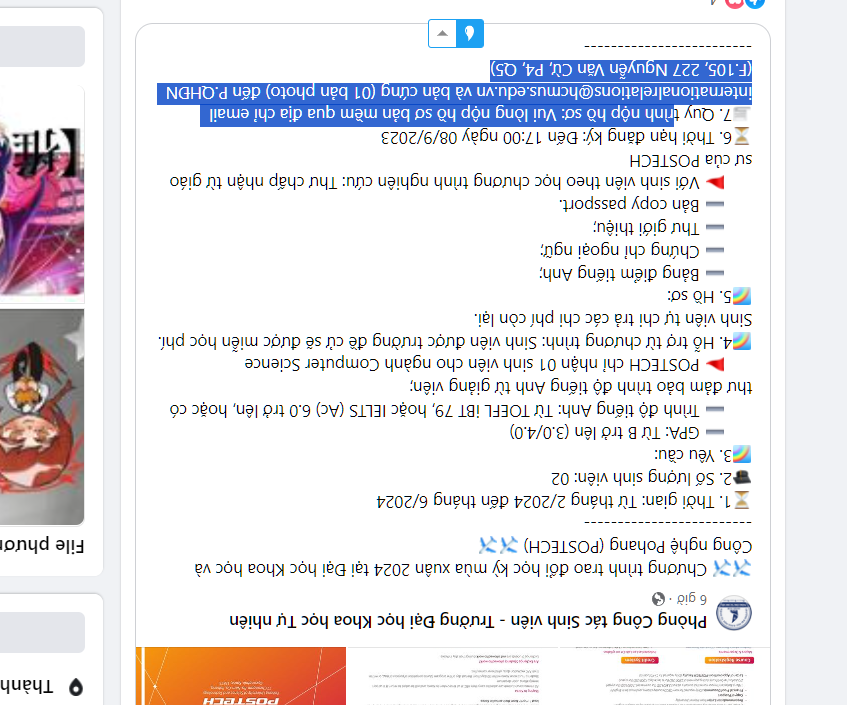 POSTECH
Course Registration
Credit System
Thành
Phòng Công tác Sinh viên - Trường Đại học Khoa học Tự nhiên
6 giờ ·
Chương trình trao đổi học kỳ mùa xuân 2024 tại Đại học Khoa học và
Công nghệ Pohang (POSTECH)
-------------------------
1. Thời gian: Từ tháng 2/2024 đến tháng 6/2024
2. Số lượng sinh viên: 02
3. Yêu cầu:
GPA: Từ B trở lên (3.0/4.0)
Trình độ tiếng Anh: Từ TOEFL iBT 79, hoặc IELTS (Ac) 6.0 trở lên, hoặc có
thư đảm bảo trình độ tiếng Anh từ giảng viên;
POSTECH chỉ nhận 01 sinh viên cho ngành Computer Science
4. Hỗ trợ từ chương trình: Sinh viên được trường đề cử sẽ được miễn học phí.
Sinh viên tự chi trả các chi phí còn lại.
5. Hồ sơ:
Bảng điểm tiếng Anh;
Chứng chỉ ngoại ngữ;
Thư giới thiệu;
Bản copy passport.
Với sinh viên theo học chương trình nghiên cứu: Thư chấp nhận từ giáo
sư của POSTECH
6. Thời hạn đăng ký: Đến 17:00 ngày 08/9/2023
7. Quy trình nộp hồ sơ: Vui lòng nộp hồ sơ bản mềm qua địa chỉ email
internationalrelations@hcmus.edu.vn và bản cứng (01 bản photo) đến P.QHĐN
(F.105, 227 Nguyễn Văn Cừ, P4, Q5)
-------------------------
File phươn